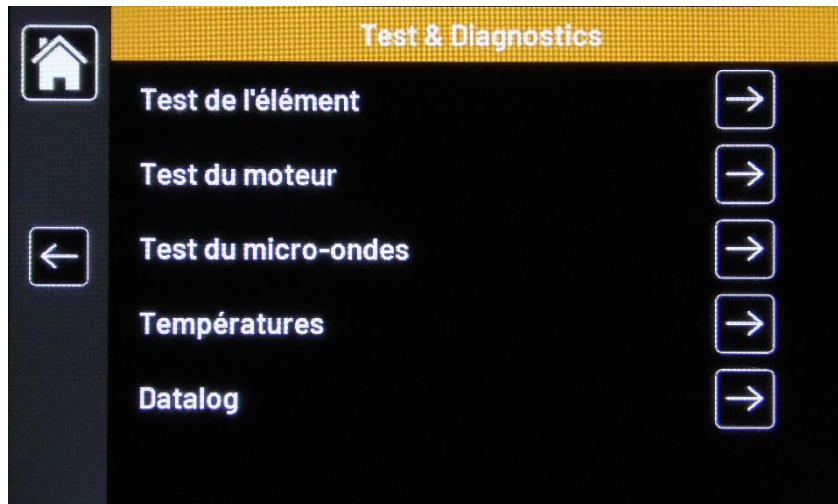 Test & Diagnostics
Test de l'élément
Test du moteur
Test du micro-ondes
Températures
Datalog